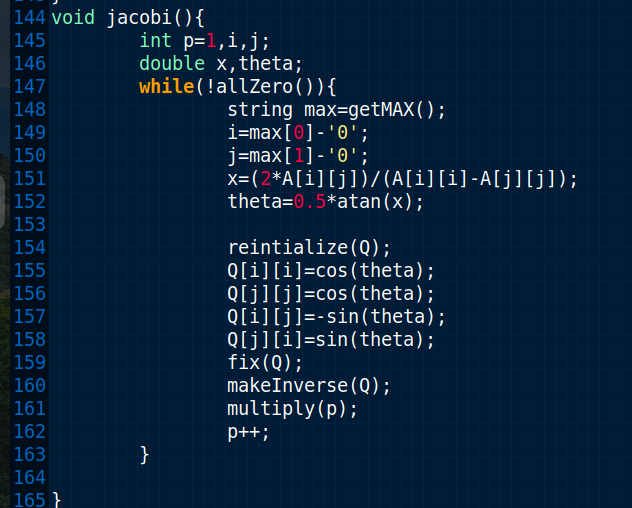 144 void jacobi(){
145 int p=1,i,j;
146 double x,theta;
147 while(!allZero()){
148 string max=getMAX();
149 i=max[0]-'0';
150 j=max[1]-'0';
151 x=(2*A[i][j])/(A[i][i]-A[j][j]);
152 theta=0.5*atan(x);
153
154 reintialize(Q);
155 Q[i][i]=cos(theta);
156 Q[j][j]=cos(theta);
157 Q[i][j]=-sin(theta);
158 Q[j][i]=sin(theta);
159 fix(Q);
160 makeInverse(Q);
161 multiply(p);
162 p++;
163 }
164
165 }